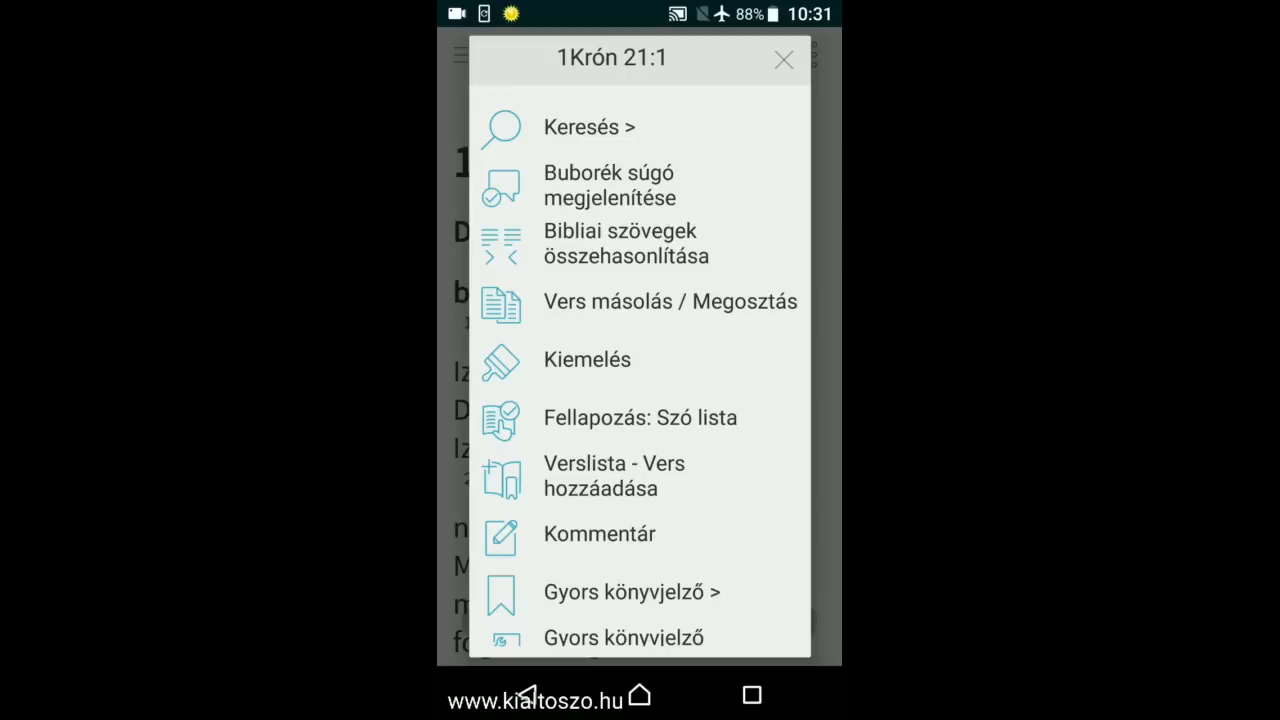 88% 10:31
1Krón 21:1
Keresés >
Buborék súgó
megjelenítése
Bibliai szövegek
összehasonlítása
Vers másolás / Megosztás
Kiemelés
Fellapozás: Szó lista
Verslista - Vers
hozzáadása
Kommentár
Gyors könyvjelző >
Gyors könyvjelző
www.kialtoszo.hu